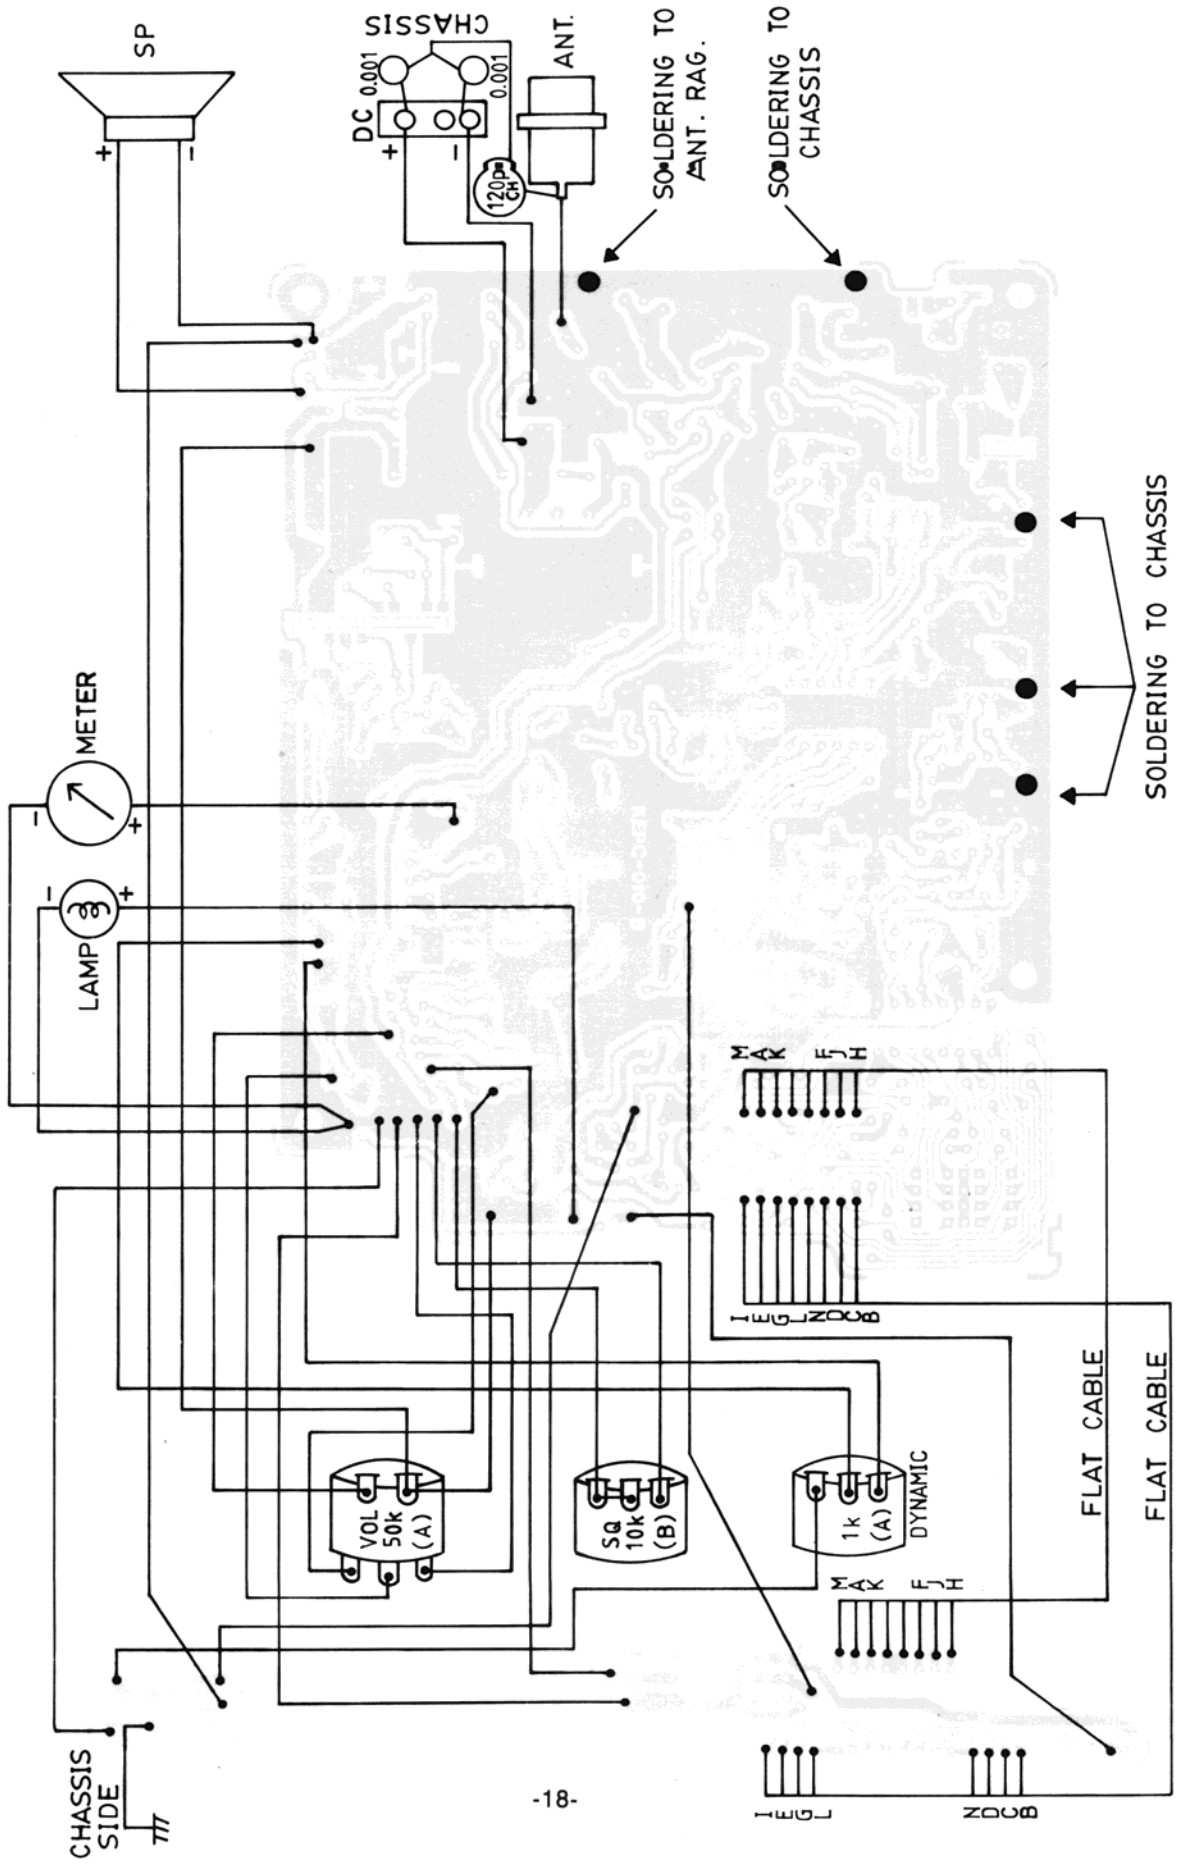 SP
+
-
CHASSIS
0.001
0.001
DC
+
-
120P
CH
ANT.
SOLDERING TO
ANT. RAG.
SOLDERING TO
CHASSIS
METER
-
+
LAMP
-
+
SOLDERING TO CHASSIS
M
A
K
F
J
H
I
E
G
L
N
D
C
B
FLAT CABLE
FLAT CABLE
VOL
50k
(A)
SQ
10k
(B)
1k
(A)
DYNAMIC
M
A
K
F
J
H
I
E
G
L
N
D
C
B
CHASSIS
SIDE
-18-